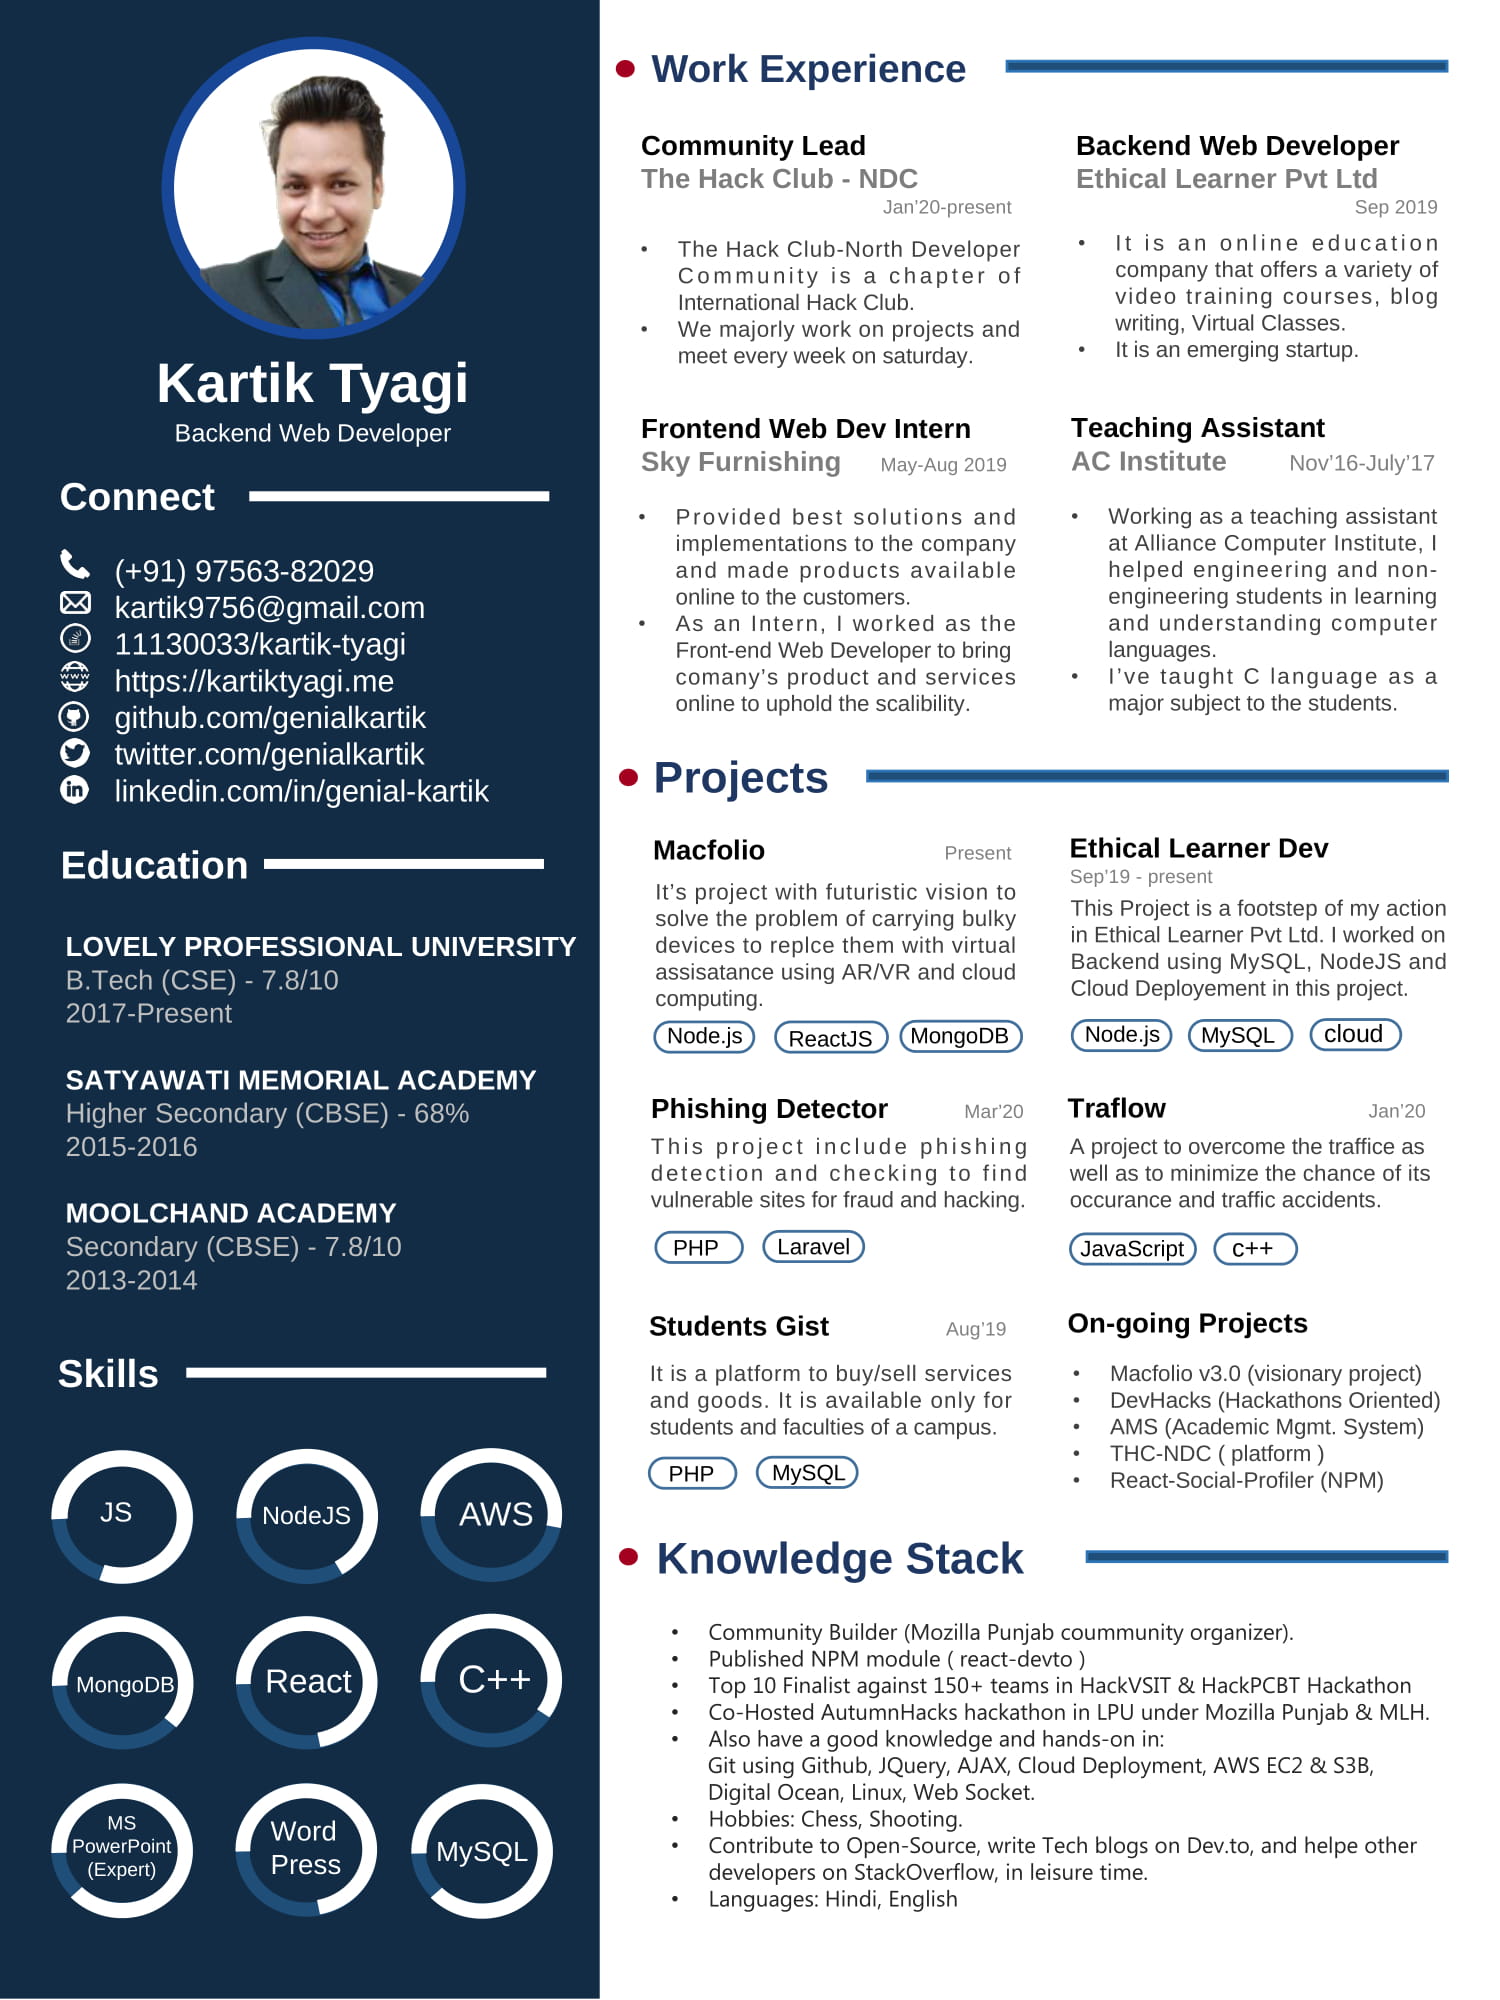 Kartik Tyagi
Backend Web Developer
Connect
(+91) 97563-82029
kartik9756@gmail.com
11130033/kartik-tyagi
https://kartiktyagi.me
github.com/genialkartik
twitter.com/genialkartik
linkedin.com/in/genial-kartik
Education
LOVELY PROFESSIONAL UNIVERSITY
B.Tech (CSE) - 7.8/10
2017-Present
SATYAWATI MEMORIAL ACADEMY
Higher Secondary (CBSE) - 68%
2015-2016
MOOLCHAND ACADEMY
Secondary (CBSE) - 7.8/10
2013-2014
Skills
JS
NodeJS
AWS
MongoDB
React
C++
MS
PowerPoint
(Expert)
Word
Press
MySQL
• Work Experience
Community Lead
The Hack Club - NDC
Jan’20-present
• The Hack Club-North Developer
Community is a chapter of
International Hack Club.
• We majorly work on projects and
meet every week on saturday.
Backend Web Developer
Ethical Learner Pvt Ltd
Sep 2019
• It is an online education
company that offers a variety of
video training courses, blog
writing, Virtual Classes.
• It is an emerging startup.
Frontend Web Dev Intern
Sky Furnishing May-Aug 2019
• Provided best solutions and
implementations to the company
and made products available
online to the customers.
• As an Intern, I worked as the
Front-end Web Developer to bring
comany’s product and services
online to uphold the scalibility.
Teaching Assistant
AC Institute Nov’16-July’17
• Working as a teaching assistant
at Alliance Computer Institute, I
helped engineering and non-
engineering students in learning
and understanding computer
languages.
• I’ve taught C language as a
major subject to the students.
• Projects
Macfolio Present
It’s project with futuristic vision to
solve the problem of carrying bulky
devices to replce them with virtual
assisatance using AR/VR and cloud
computing.
Node.js ReactJS MongoDB
Ethical Learner Dev
Sep’19 - present
This Project is a footstep of my action
in Ethical Learner Pvt Ltd. I worked on
Backend using MySQL, NodeJS and
Cloud Deployement in this project.
Node.js MySQL cloud
Phishing Detector Mar’20
This project include phishing
detection and checking to find
vulnerable sites for fraud and hacking.
PHP Laravel
Traflow Jan’20
A project to overcome the traffice as
well as to minimize the chance of its
occurance and traffic accidents.
JavaScript c++
Students Gist Aug’19
It is a platform to buy/sell services
and goods. It is available only for
students and faculties of a campus.
PHP MySQL
On-going Projects
• Macfolio v3.0 (visionary project)
• DevHacks (Hackathons Oriented)
• AMS (Academic Mgmt. System)
• THC-NDC ( platform )
• React-Social-Profiler (NPM)
• Knowledge Stack
• Community Builder (Mozilla Punjab coummunity organizer).
• Published NPM module ( react-devto )
• Top 10 Finalist against 150+ teams in HackVSIT & HackPCBT Hackathon
• Co-Hosted AutumnHacks hackathon in LPU under Mozilla Punjab & MLH.
• Also have a good knowledge and hands-on in:
Git using Github, JQuery, AJAX, Cloud Deployment, AWS EC2 & S3B,
Digital Ocean, Linux, Web Socket.
• Hobbies: Chess, Shooting.
• Contribute to Open-Source, write Tech blogs on Dev.to, and helpe other
developers on StackOverflow, in leisure time.
• Languages: Hindi, English